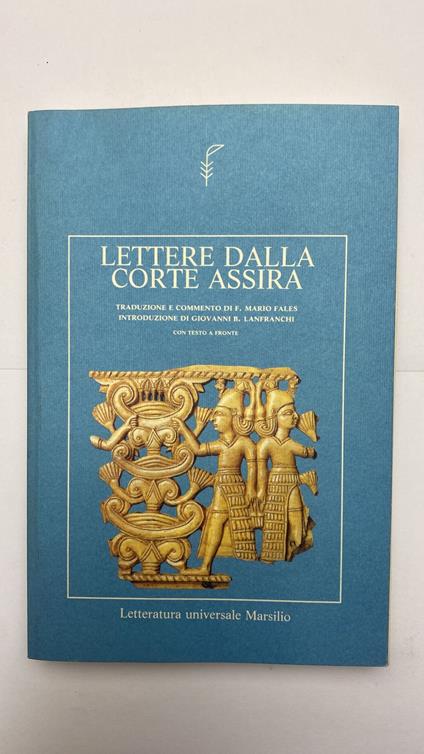 LETTERE DALLA
CORTE ASSIRA
TRADUZIONE E COMMENTO DI F. MARIO FALES
INTRODUZIONE DI GIOVANNI B. LANFRANCHI
CON TESTO A FRONTE
Letteratura universale Marsilio